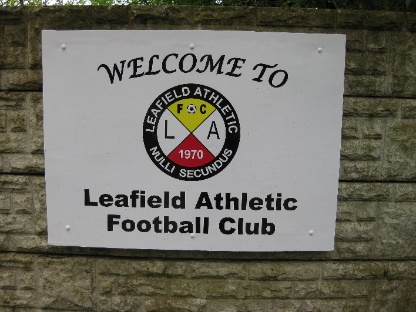 WELCOME TO
LEAFIELD ATHLETIC
F C
L A
1970
NULLI SECUNDUS
Leafield Athletic
Football Club